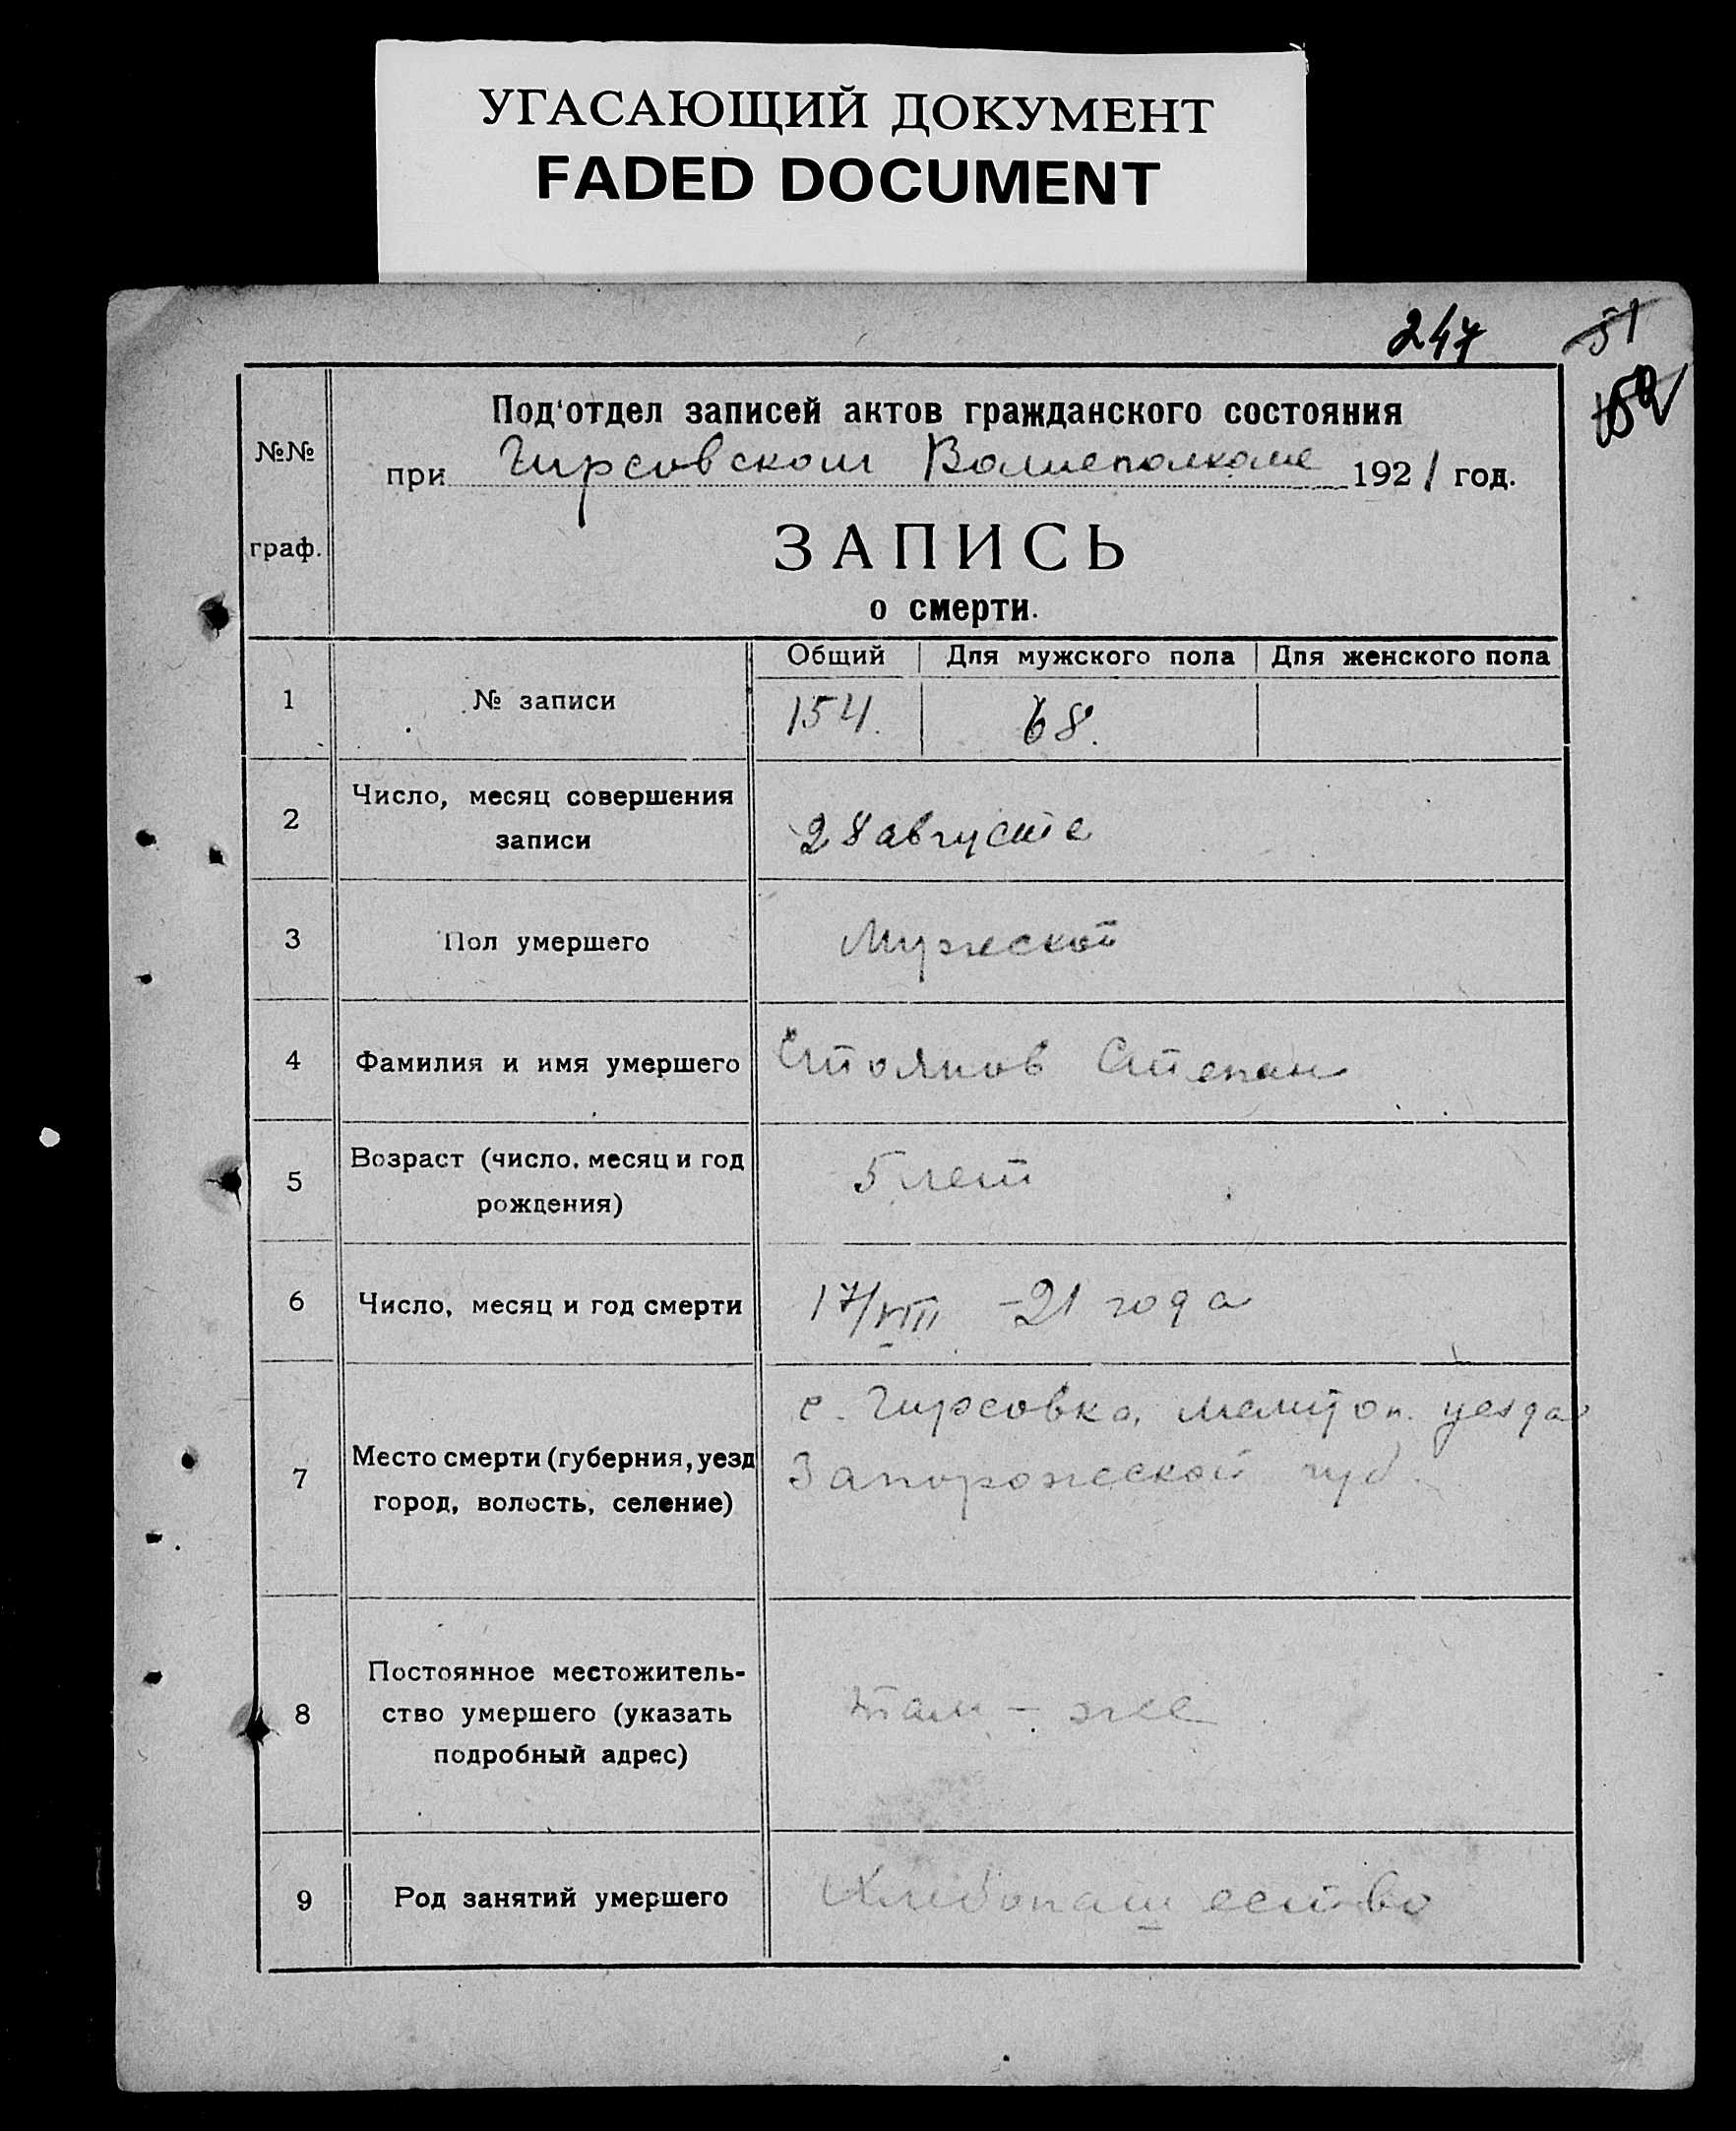 УГАСАЮЩИЙ ДОКУМЕНТ
FADED DOCUMENT
247
51
№№
граф.
Под'отдел записей актов гражданского состояния
при Гирсовском Волисполкоме 1921 год.
ЗАПИСЬ
о смерти.
Общий Для мужского пола Для женского пола
1 № записи 154. 68.
2 Число, месяц совершения
записи
28 августа
3 Пол умершего Мужской
4 Фамилия и имя умершего Стоянов Степан
5 Возраст (число, месяц и год
рождения)
5 лет
6 Число, месяц и год смерти 17/VIII -21 года
7 Место смерти (губерния, уезд
город, волость, селение)
с. Гирсовка, Мелитоп. уезда
Запорожской губ.
8 Постоянное местожитель-
ство умершего (указать
подробный адрес)
там - же
9 Род занятий умершего Хлебопашество